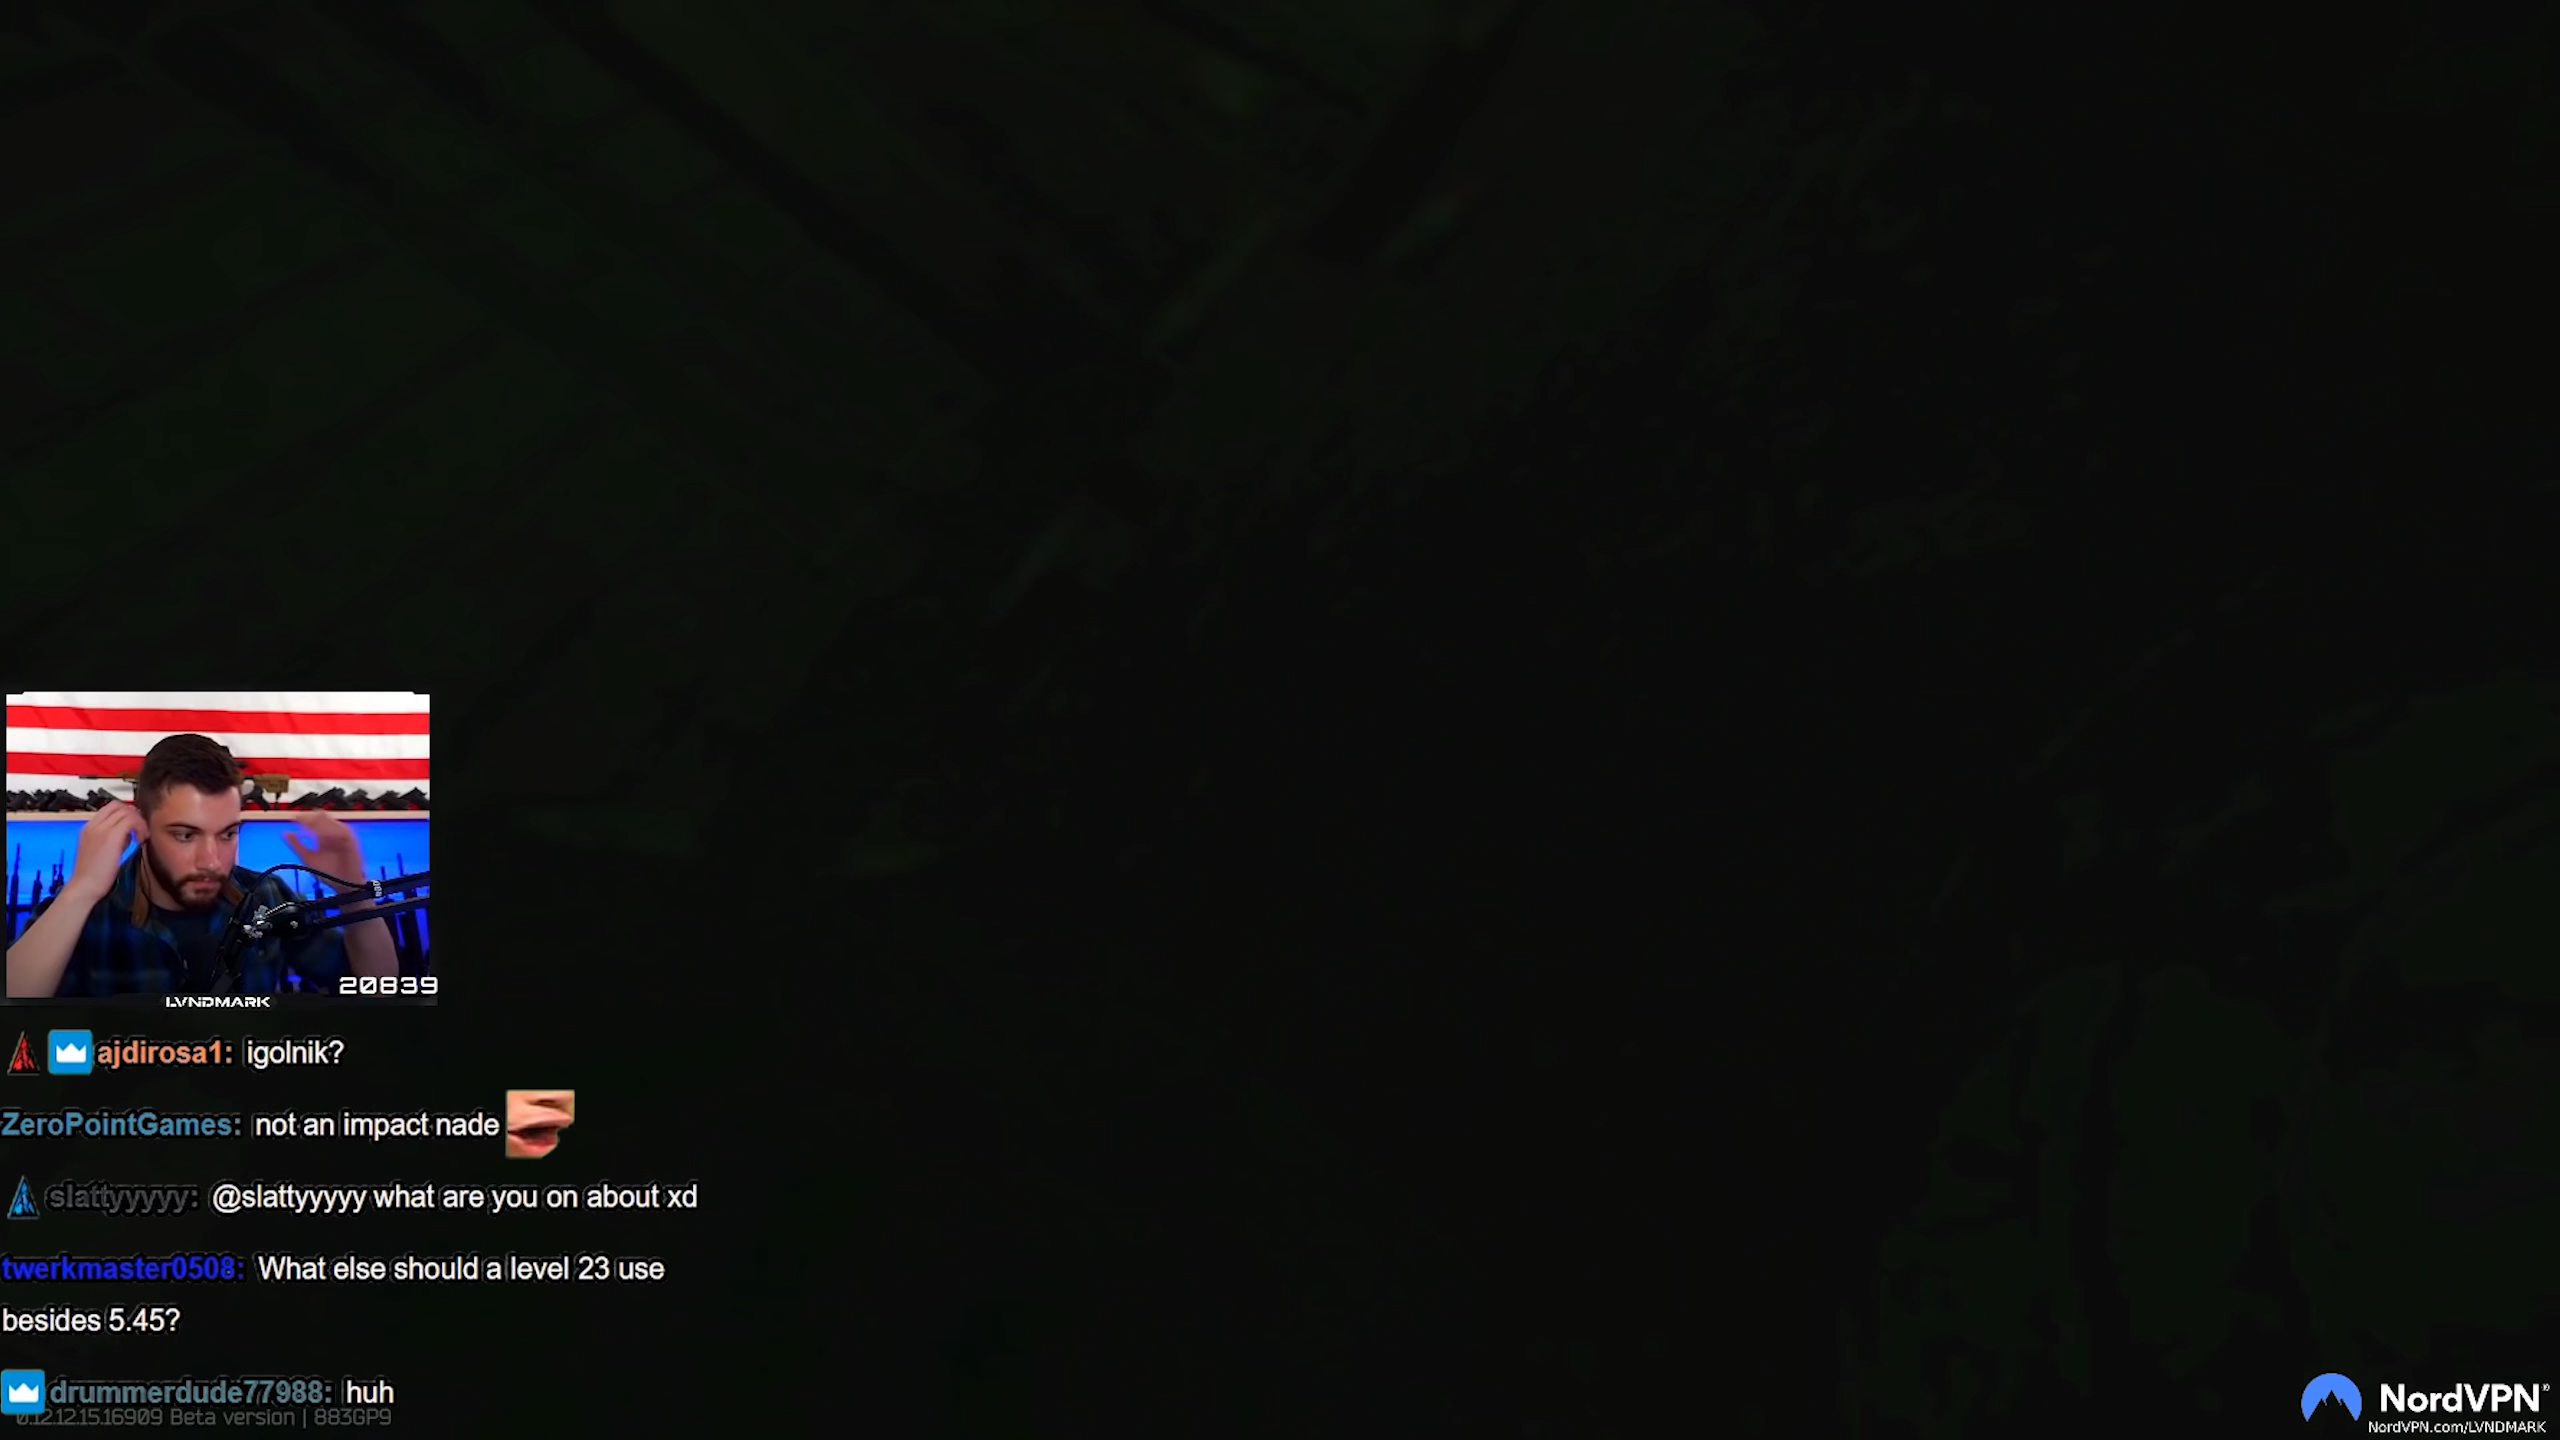 20839
LVNDMARK
ajdirosa1: igolnik?
ZeroPointGames: not an impact nade
slattyyyyy: @slattyyyyy what are you on about xd
twerkmaster0508: What else should a level 23 use
besides 5.45?
drummerdude77988: huh
0.12.12.15.16909 Beta version | 883GP9
NordVPN®
NordVPN.com/LVNDMARK